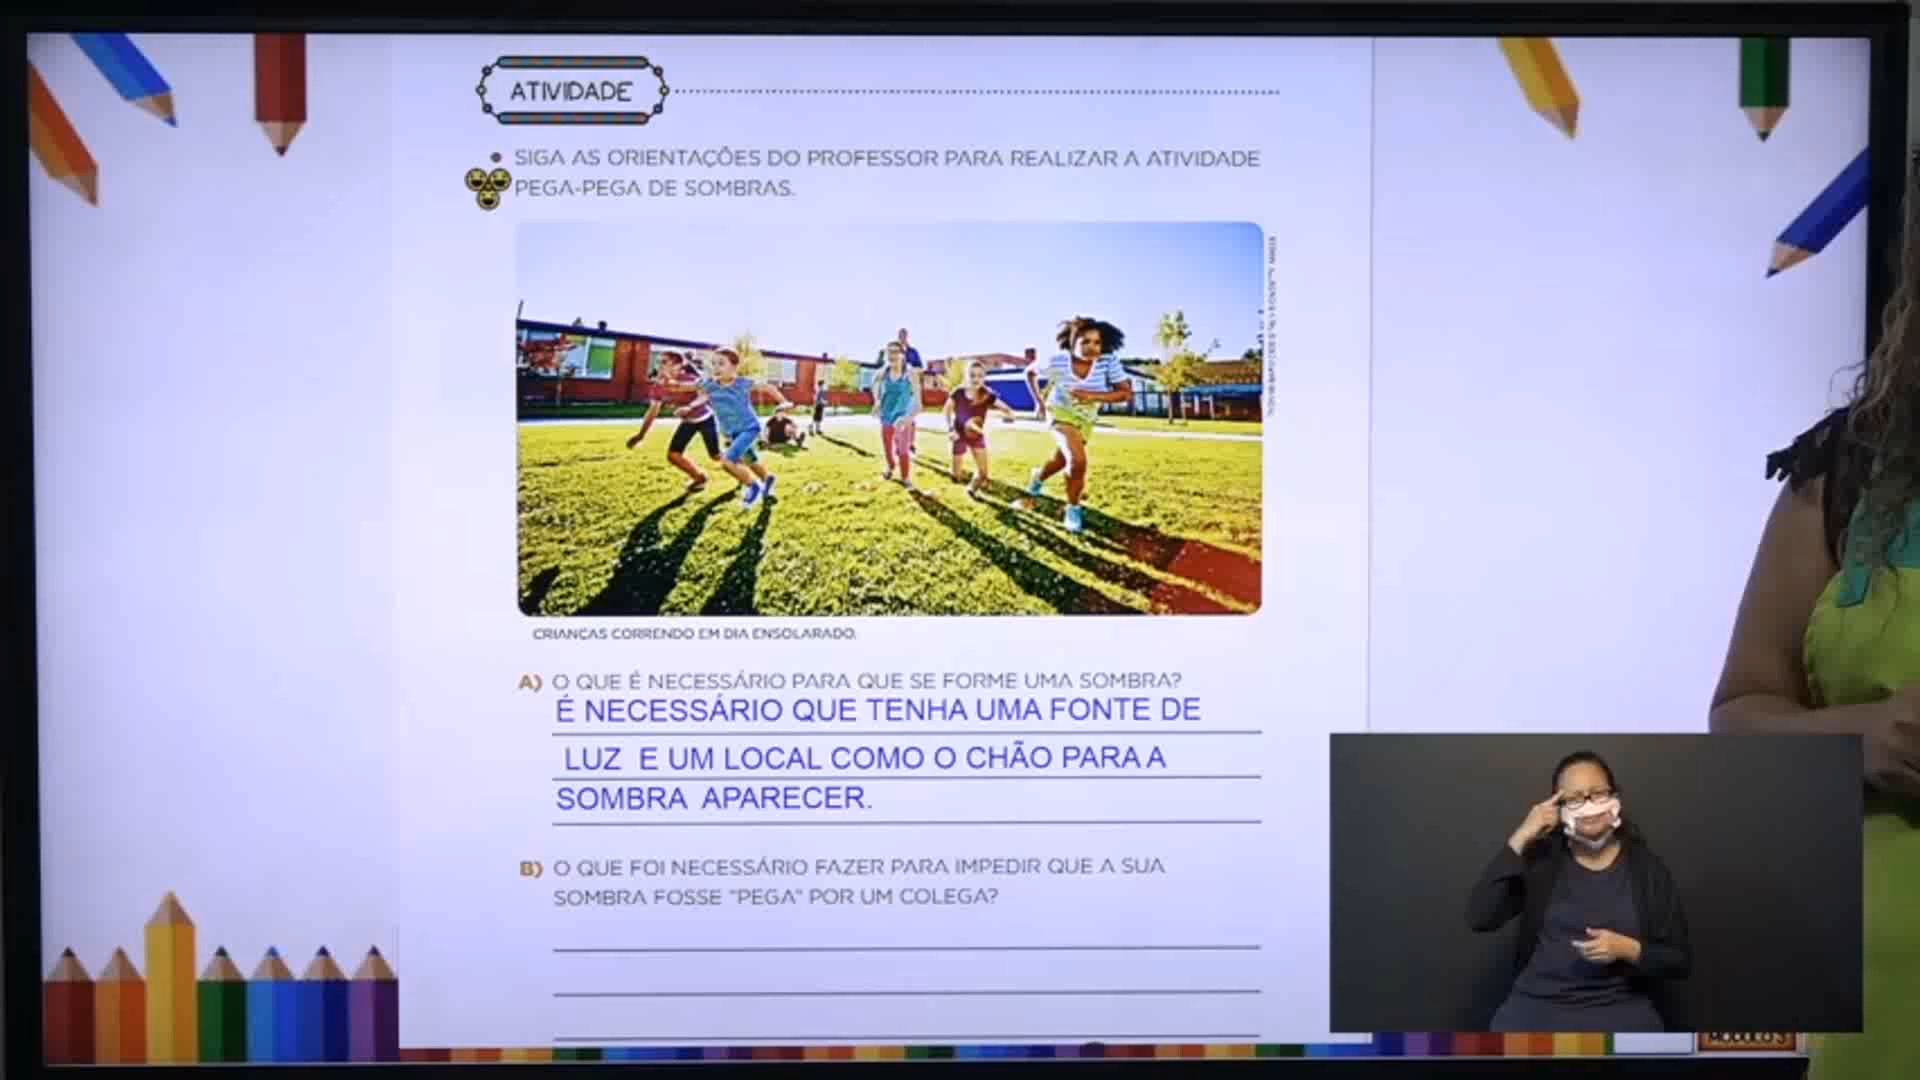 ATIVIDADE
SIGA AS ORIENTAÇÕES DO PROFESSOR PARA REALIZAR A ATIVIDADE
PEGA-PEGA DE SOMBRAS.
CRIANÇAS CORRENDO EM DIA ENSOLARADO.
A) O QUE É NECESSÁRIO PARA QUE SE FORME UMA SOMBRA?
É NECESSÁRIO QUE TENHA UMA FONTE DE
LUZ E UM LOCAL COMO O CHÃO PARA A
SOMBRA APARECER.
B) O QUE FOI NECESSÁRIO FAZER PARA IMPEDIR QUE A SUA
SOMBRA FOSSE "PEGA" POR UM COLEGA?
MÓDULO 3